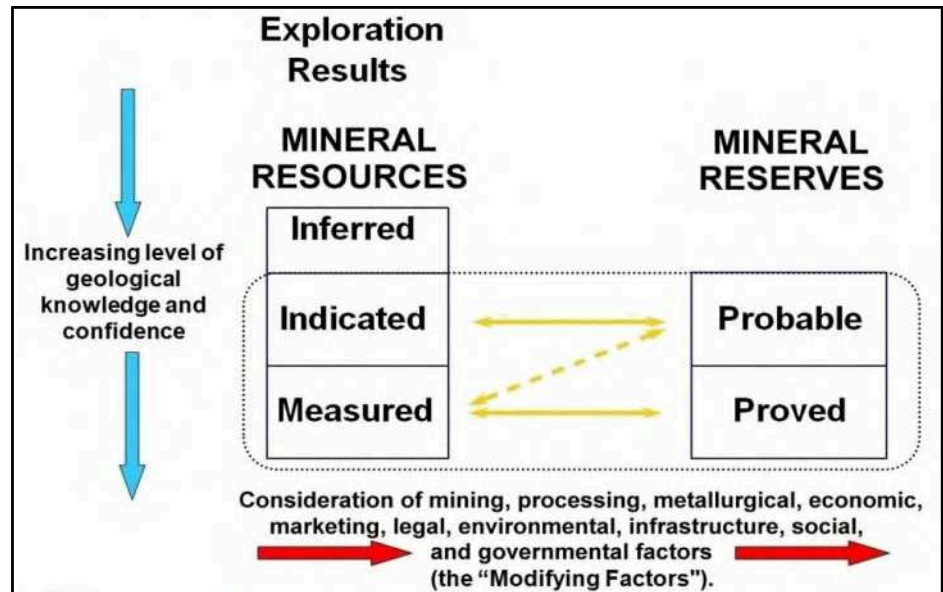 Exploration
Results
MINERAL
RESOURCES
MINERAL
RESERVES
Inferred
Increasing level of
geological
knowledge and
confidence
Indicated
Probable
Measured
Proved
Consideration of mining, processing, metallurgical, economic,
marketing, legal, environmental, infrastructure, social,
and governmental factors
(the “Modifying Factors").